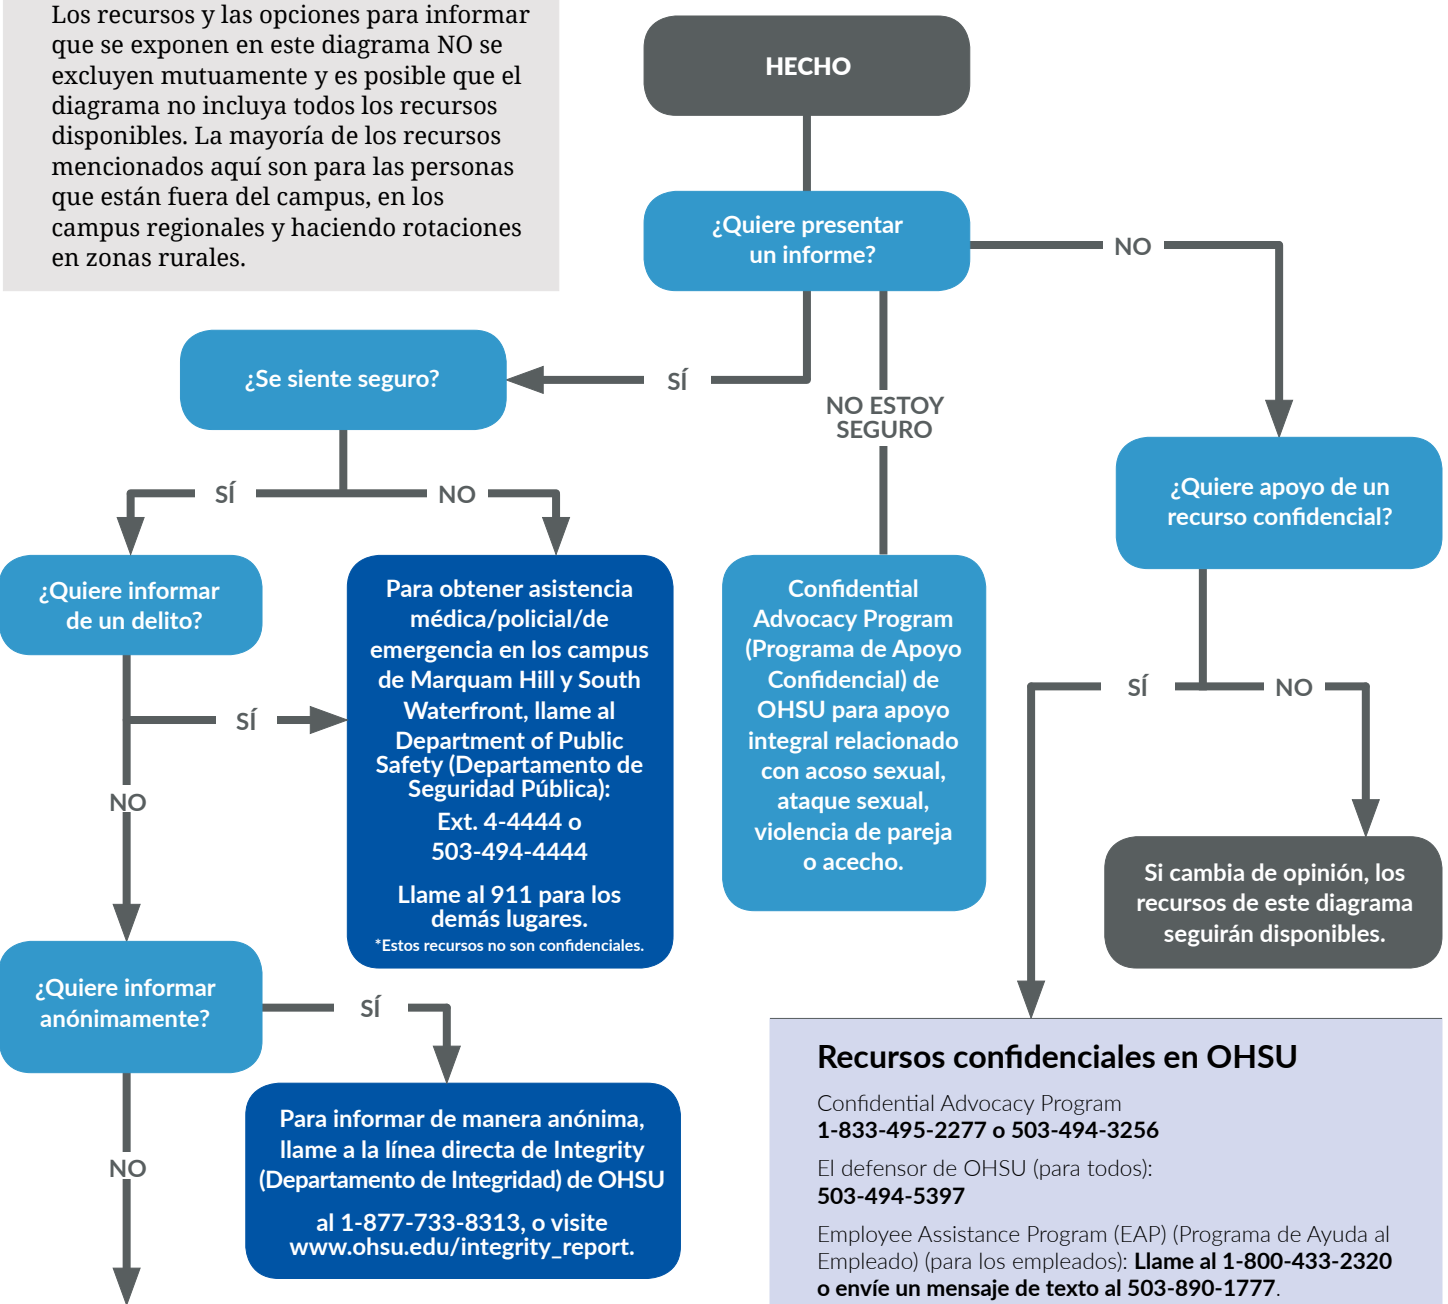 Los recursos y las opciones para informar
que se exponen en este diagrama NO se
excluyen mutuamente y es posible que el
diagrama no incluya todos los recursos
disponibles. La mayoría de los recursos
mencionados aquí son para las personas
que están fuera del campus, en los
campus regionales y haciendo rotaciones
en zonas rurales.
HECHO
¿Quiere presentar
un informe?
NO
SÍ
NO ESTOY
SEGURO
¿Se siente seguro?
SÍ
NO
¿Quiere informar
de un delito?
SÍ
NO
Para obtener asistencia
médica/policial/de
emergencia en los campus
de Marquam Hill y South
Waterfront, llame al
Department of Public
Safety (Departamento de
Seguridad Pública):
Ext. 4-4444 o
503-494-4444
Llame al 911 para los
demás lugares.
*Estos recursos no son confidenciales.
Confidential
Advocacy Program
(Programa de Apoyo
Confidencial) de
OHSU para apoyo
integral relacionado
con acoso sexual,
ataque sexual,
violencia de pareja
o acecho.
¿Quiere apoyo de un
recurso confidencial?
SÍ
NO
Si cambia de opinión, los
recursos de este diagrama
seguirán disponibles.
¿Quiere informar
anónimamente?
SÍ
NO
Para informar de manera anónima,
llame a la línea directa de Integrity
(Departamento de Integridad) de OHSU
al 1-877-733-8313, o visite
www.ohsu.edu/integrity_report.
Recursos confidenciales en OHSU
Confidential Advocacy Program
1-833-495-2277 o 503-494-3256
El defensor de OHSU (para todos):
503-494-5397
Employee Assistance Program (EAP) (Programa de Ayuda al
Empleado) (para los empleados): Llame al 1-800-433-2320
o envíe un mensaje de texto al 503-890-1777.